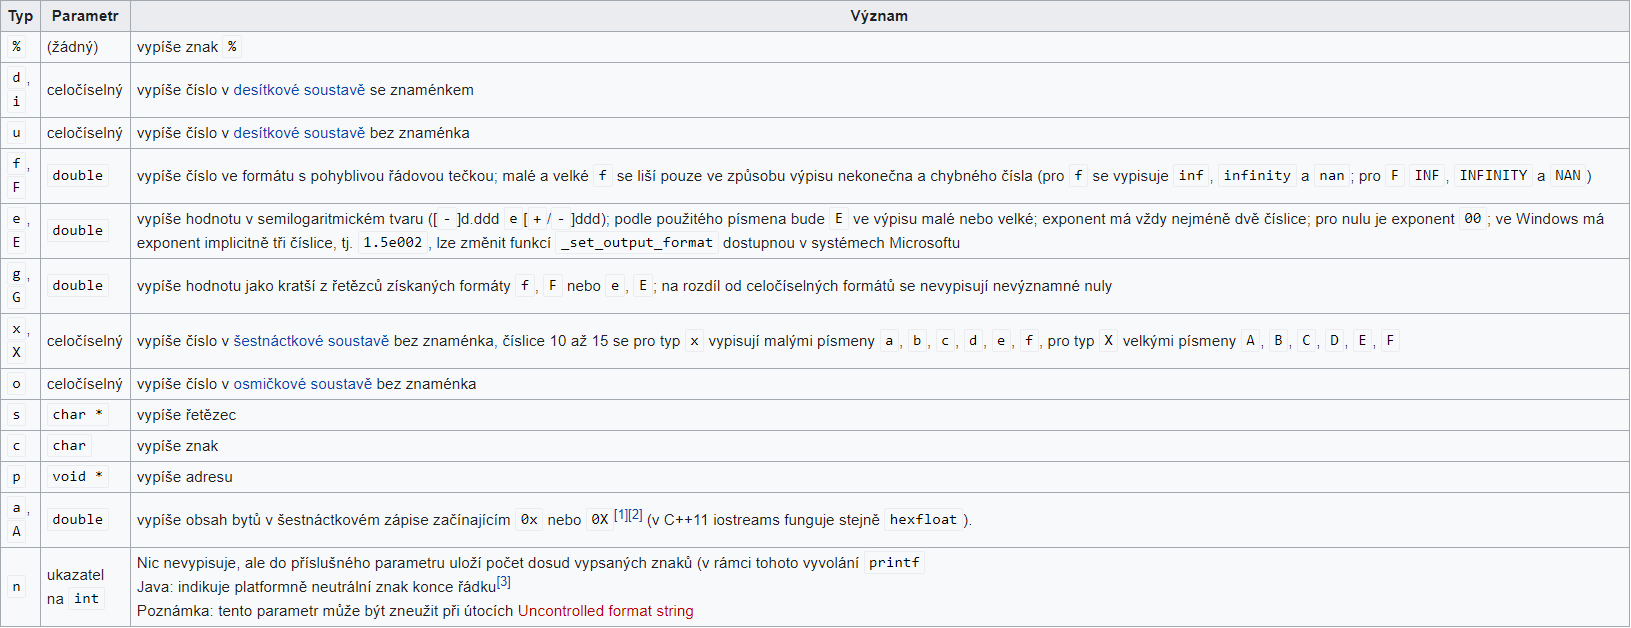 Typ Parametr Význam
% (žádný) vypíše znak %
d, i celočíselný vypíše číslo v desítkové soustavě se znaménkem
u celočíselný vypíše číslo v desítkové soustavě bez znaménka
f, F double vypíše číslo ve formátu s pohyblivou řádovou tečkou; malé a velké f se liší pouze ve způsobu výpisu nekonečna a chybného čísla (pro f se vypisuje inf, infinity a nan; pro F INF, INFINITY a NAN)
e, E double vypíše hodnotu v semilogaritmickém tvaru ([-]d.ddd e[+/-]ddd); podle použitého písmena bude E ve výpisu malé nebo velké; exponent má vždy nejméně dvě číslice; pro nulu je exponent 00; ve Windows má
exponent implicitně tři číslice, tj. 1.5e002, lze změnit funkcí _set_output_format dostupnou v systémech Microsoftu
g, G double vypíše hodnotu jako kratší z řetězců získaných formáty f, F nebo e, E; na rozdíl od celočíselných formátů se nevypisují nevýznamné nuly
x, X celočíselný vypíše číslo v šestnáctkové soustavě bez znaménka, číslice 10 až 15 se pro typ x vypisují malými písmeny a, b, c, d, e, f, pro typ X velkými písmeny A, B, C, D, E, F
o celočíselný vypíše číslo v osmičkové soustavě bez znaménka
s char * vypíše řetězec
c char vypíše znak
p void * vypíše adresu
a, A double vypíše obsah bytů v šestnáctkovém zápise začínajícím 0x nebo 0X [1][2] (v C++11 iostreams funguje stejně hexfloat).
n ukazatel na int Nic nevypisuje, ale do příslušného parametru uloží počet dosud vypsaných znaků (v rámci tohoto vyvolání printf
Java: indikuje platformně neutrální znak konce řádku[3]
Poznámka: tento parametr může být zneužit při útocích Uncontrolled format string